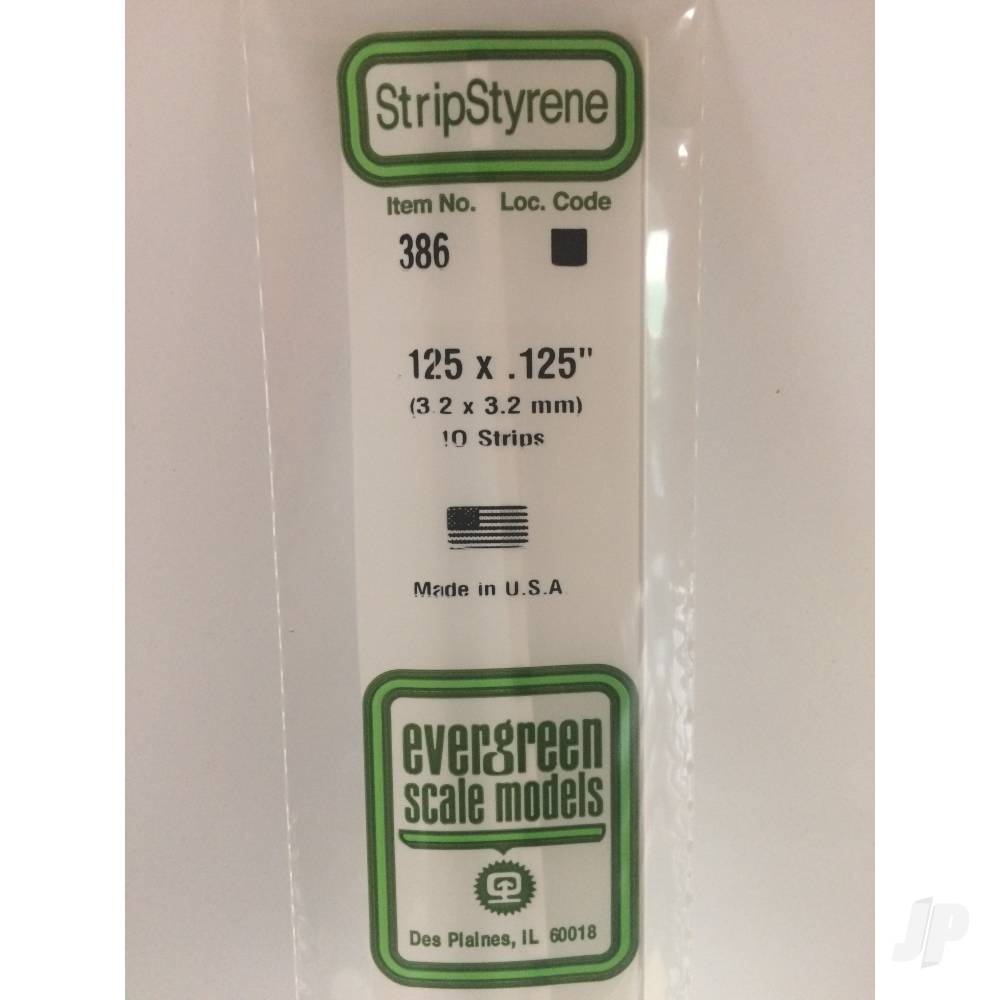 StripStyrene
Item No. Loc. Code
386
.125 x .125"
(3.2 x 3.2 mm)
10 Strips
Made in U.S.A
evergreen
scale models
Des Plaines, IL 60018
JP